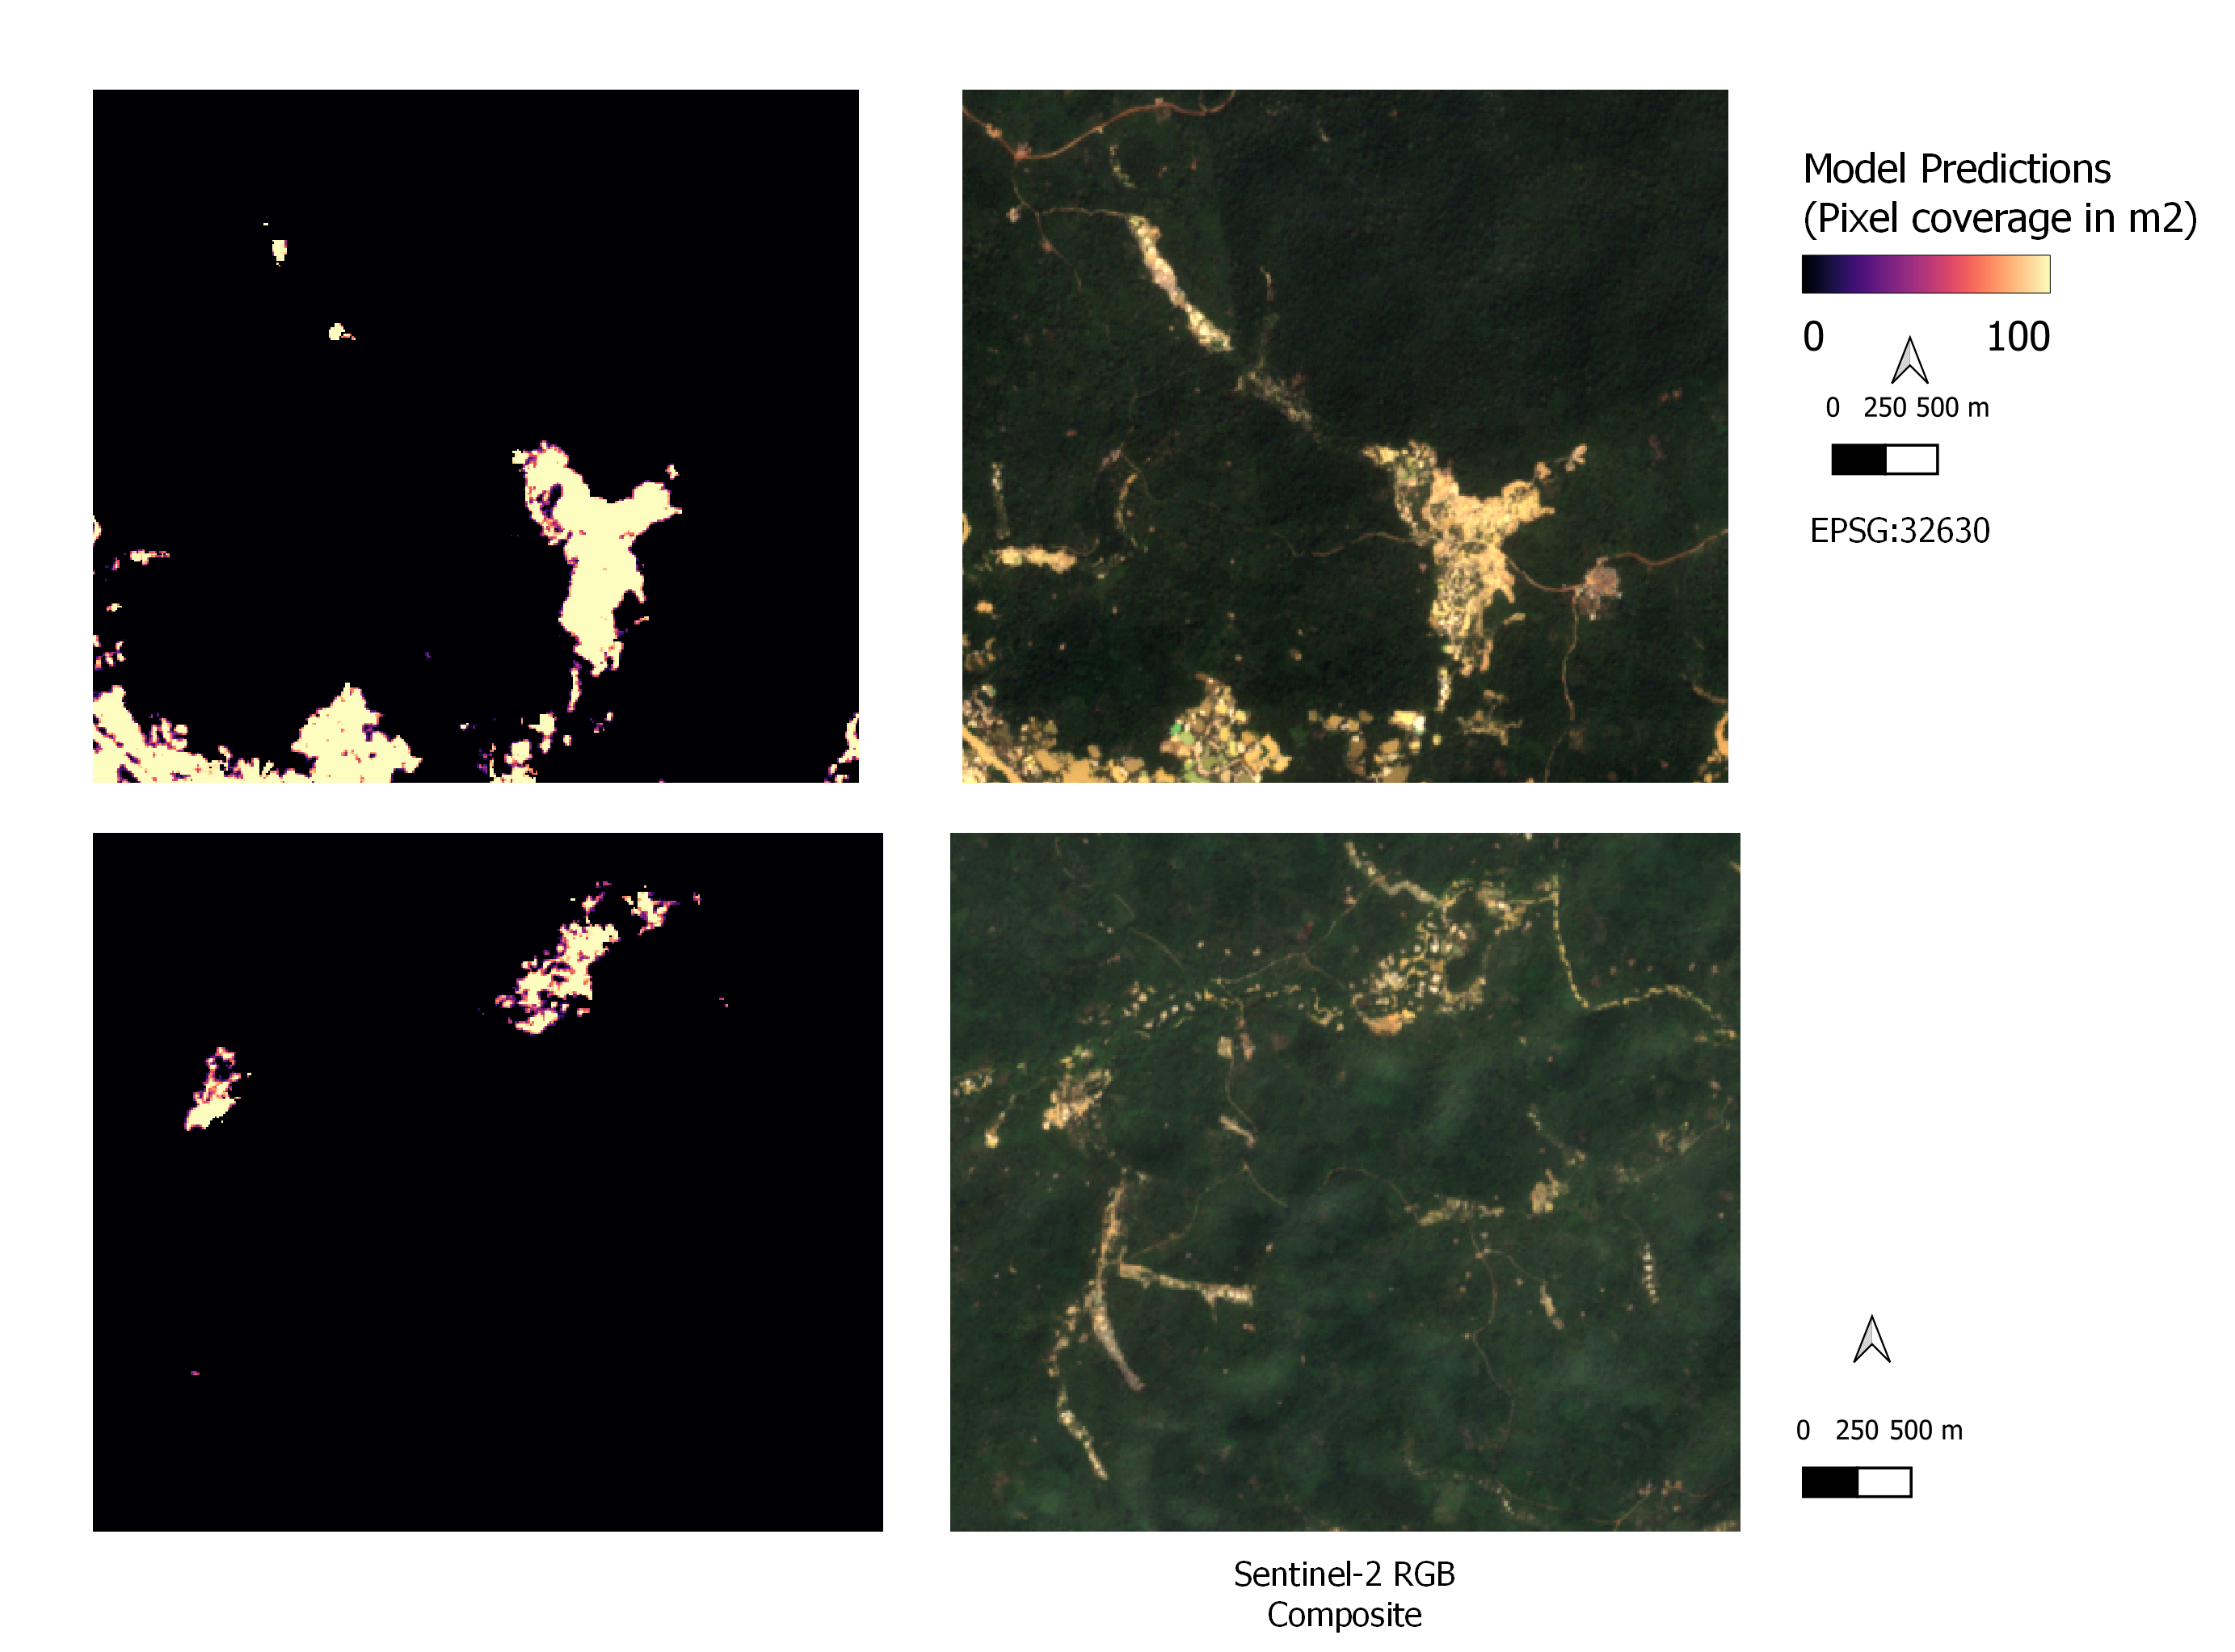 Model Predictions
(Pixel coverage in m2)
0 100
0 250 500 m
EPSG:32630
0 250 500 m
Sentinel-2 RGB
Composite